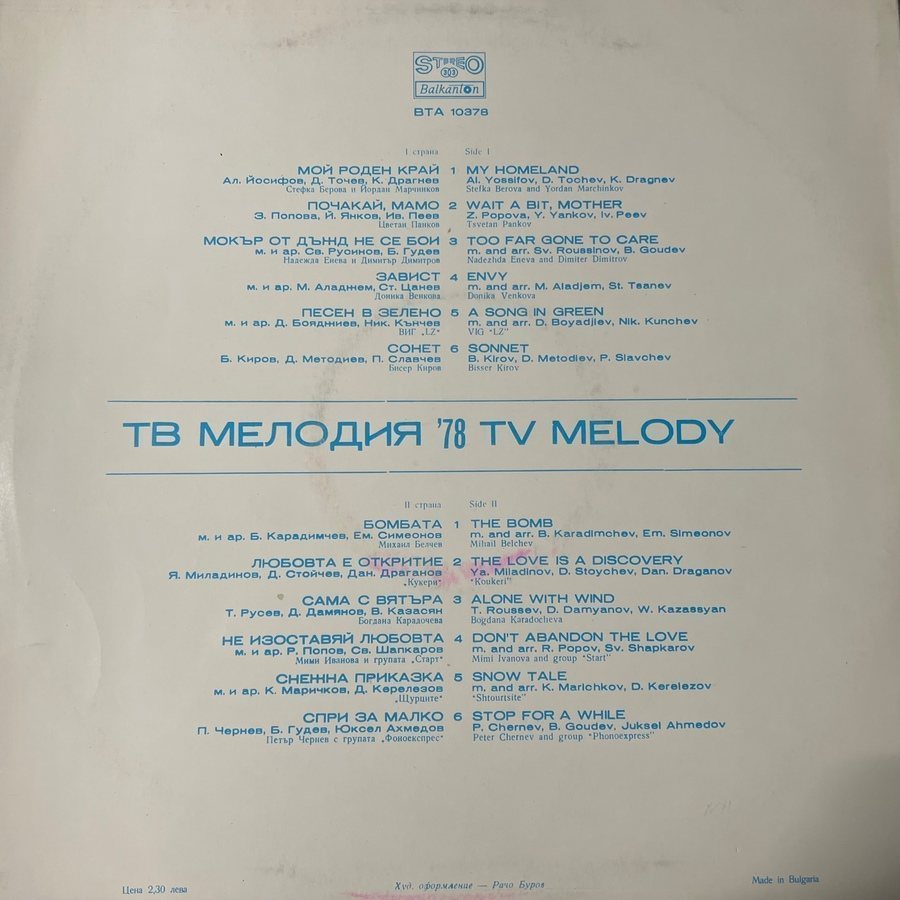 STEREO
303
Balkanton
ВТА 10378
I страна Side I
МОЙ РОДЕН КРАЙ 1 MY HOMELAND
Ал. Йосифов, Д. Точев, К. Драгнев Al. Yossifov, D. Tochev, K. Dragnev
Стефка Берова и Йордан Марчинков Stefka Berova and Yordan Marchinkov
ПОЧАКАЙ, МАМО 2 WAIT A BIT, MOTHER
З. Попова, Й. Янков, Ив. Пеев Z. Popova, Y. Yankov, Iv. Peev
Цветан Панков Tsvetan Pankov
МОКЪР ОТ ДЪЖД НЕ СЕ БОИ 3 TOO FAR GONE TO CARE
м. и ар. Св. Русинов, Б. Гудев m. and arr. Sv. Roussinov, B. Goudev
Надежда Енева и Димитър Димитров Nadezhda Eneva and Dimiter Dimitrov
ЗАВИСТ 4 ENVY
м. и ар. М. Аладжем, Ст. Цанев m. and arr. M. Aladjem, St. Tsanev
Доника Венкова Donika Venkova
ПЕСЕН В ЗЕЛЕНО 5 A SONG IN GREEN
м. и ар. Д. Бояджиев, Ник. Кънчев m. and arr. D. Boyadjiev, Nik. Kunchev
ВИГ „LZ“ VIG “LZ”
СОНЕТ 6 SONNET
Б. Киров, Д. Методиев, П. Славчев B. Kirov, D. Metodiev, P. Slavchev
Бисер Киров Bisser Kirov
ТВ МЕЛОДИЯ '78 TV MELODY
II страна Side II
БОМБАТА 1 THE BOMB
м. и ар. Б. Карадимчев, Ем. Симеонов m. and arr. B. Karadimchev, Em. Simeonov
Михаил Белчев Mihail Belchev
ЛЮБОВТА Е ОТКРИТИЕ 2 THE LOVE IS A DISCOVERY
Я. Миладинов, Д. Стойчев, Дан. Драганов Ya. Miladinov, D. Stoychev, Dan. Draganov
„Кукери“ “Koukeri”
САМА С ВЯТЪРА 3 ALONE WITH WIND
Т. Русев, Д. Дамянов, В. Казасян T. Roussev, D. Damyanov, W. Kazassyan
Богдана Карадочева Bogdana Karadocheva
НЕ ИЗОСТАВЯЙ ЛЮБОВТА 4 DON'T ABANDON THE LOVE
м. и ар. Р. Попов, Св. Шапкаров m. and arr. R. Popov, Sv. Shapkarov
Мими Иванова и групата „Старт“ Mimi Ivanova and group “Start”
СНЕЖНА ПРИКАЗКА 5 SNOW TALE
м. и ар. К. Маричков, Д. Керелезов m. and arr. K. Marichkov, D. Kerelezov
„Щурците“ “Shtourtsite”
СПРИ ЗА МАЛКО 6 STOP FOR A WHILE
П. Чернев, Б. Гудев, Юксел Ахмедов P. Chernev, B. Goudev, Juksel Ahmedov
Петър Чернев с групата „Фоноекспрес“ Peter Chernev and group “Phonoexpress”
Цена 2,30 лева Худ. оформление — Рачо Буров Made in Bulgaria